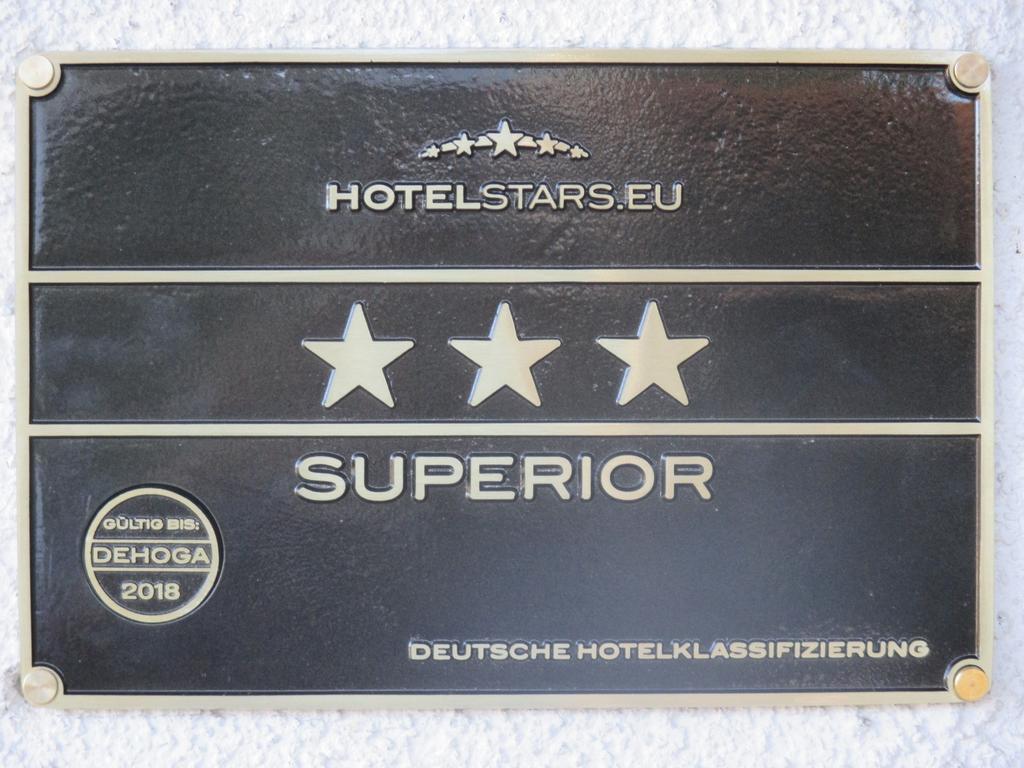 HOTELSTARS.EU
SUPERIOR
GÜLTIG BIS:
DEHOGA
2018
DEUTSCHE HOTELKLASSIFIZIERUNG